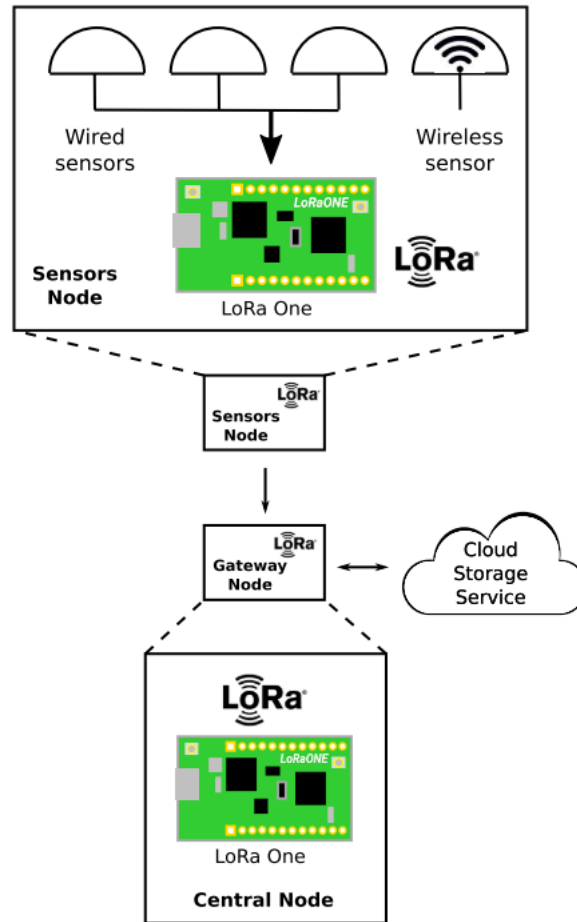 Wired
sensors
Wireless
sensor
LoRaONE
Sensors
Node
LoRa
LoRa One
LoRa
Sensors
Node
LoRa
Gateway
Node
Cloud
Storage
Service
LoRa
LoRaONE
LoRa One
Central Node